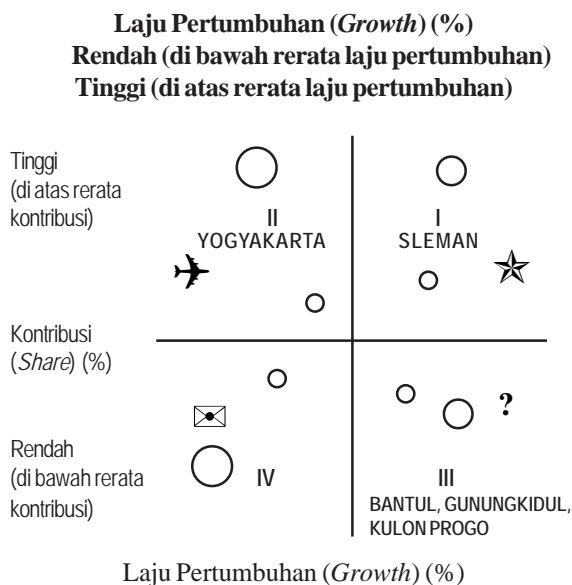 Laju Pertumbuhan (Growth) (%)
Rendah (di bawah rerata laju pertumbuhan)
Tinggi (di atas rerata laju pertumbuhan)
Tinggi
(di atas rerata
kontribusi)
II
YOGYAKARTA
I
SLEMAN
Kontribusi
(Share) (%)
Rendah
(di bawah rerata
kontribusi)
IV
?
III
BANTUL, GUNUNGKIDUL,
KULON PROGO
Laju Pertumbuhan (Growth) (%)